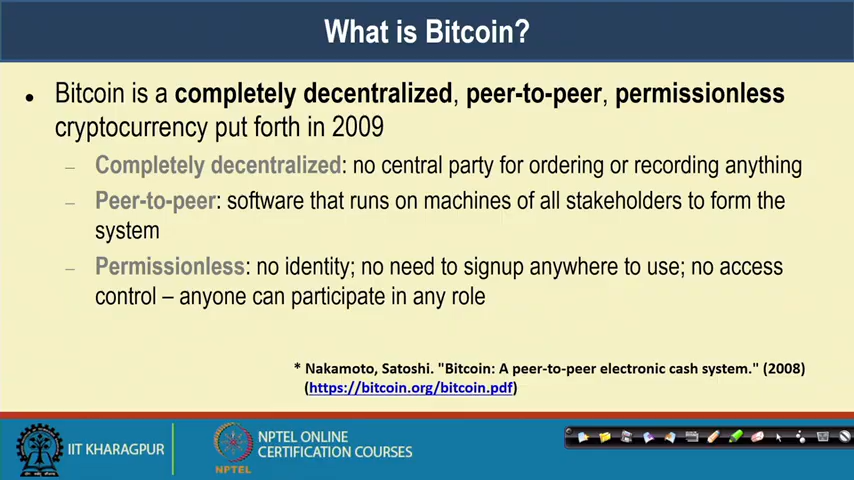 What is Bitcoin?
• Bitcoin is a completely decentralized, peer-to-peer, permissionless
cryptocurrency put forth in 2009
– Completely decentralized: no central party for ordering or recording anything
– Peer-to-peer: software that runs on machines of all stakeholders to form the
system
– Permissionless: no identity; no need to signup anywhere to use; no access
control – anyone can participate in any role
* Nakamoto, Satoshi. "Bitcoin: A peer-to-peer electronic cash system." (2008)
(https://bitcoin.org/bitcoin.pdf)
IIT KHARAGPUR
NPTEL
NPTEL ONLINE
CERTIFICATION COURSES